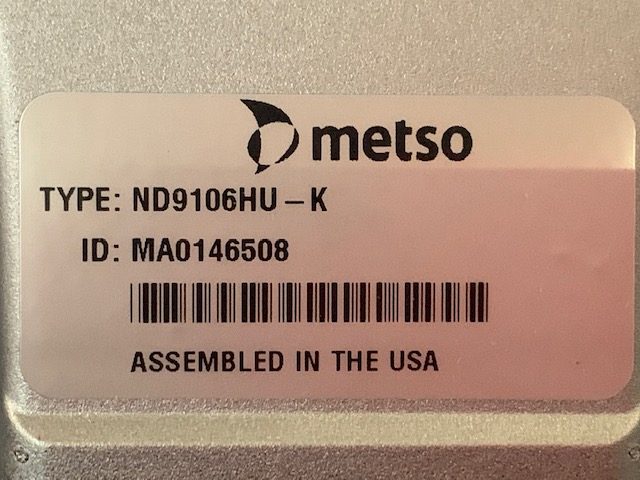 metso
TYPE: ND9106HU – K
ID: MA0146508
ASSEMBLED IN THE USA